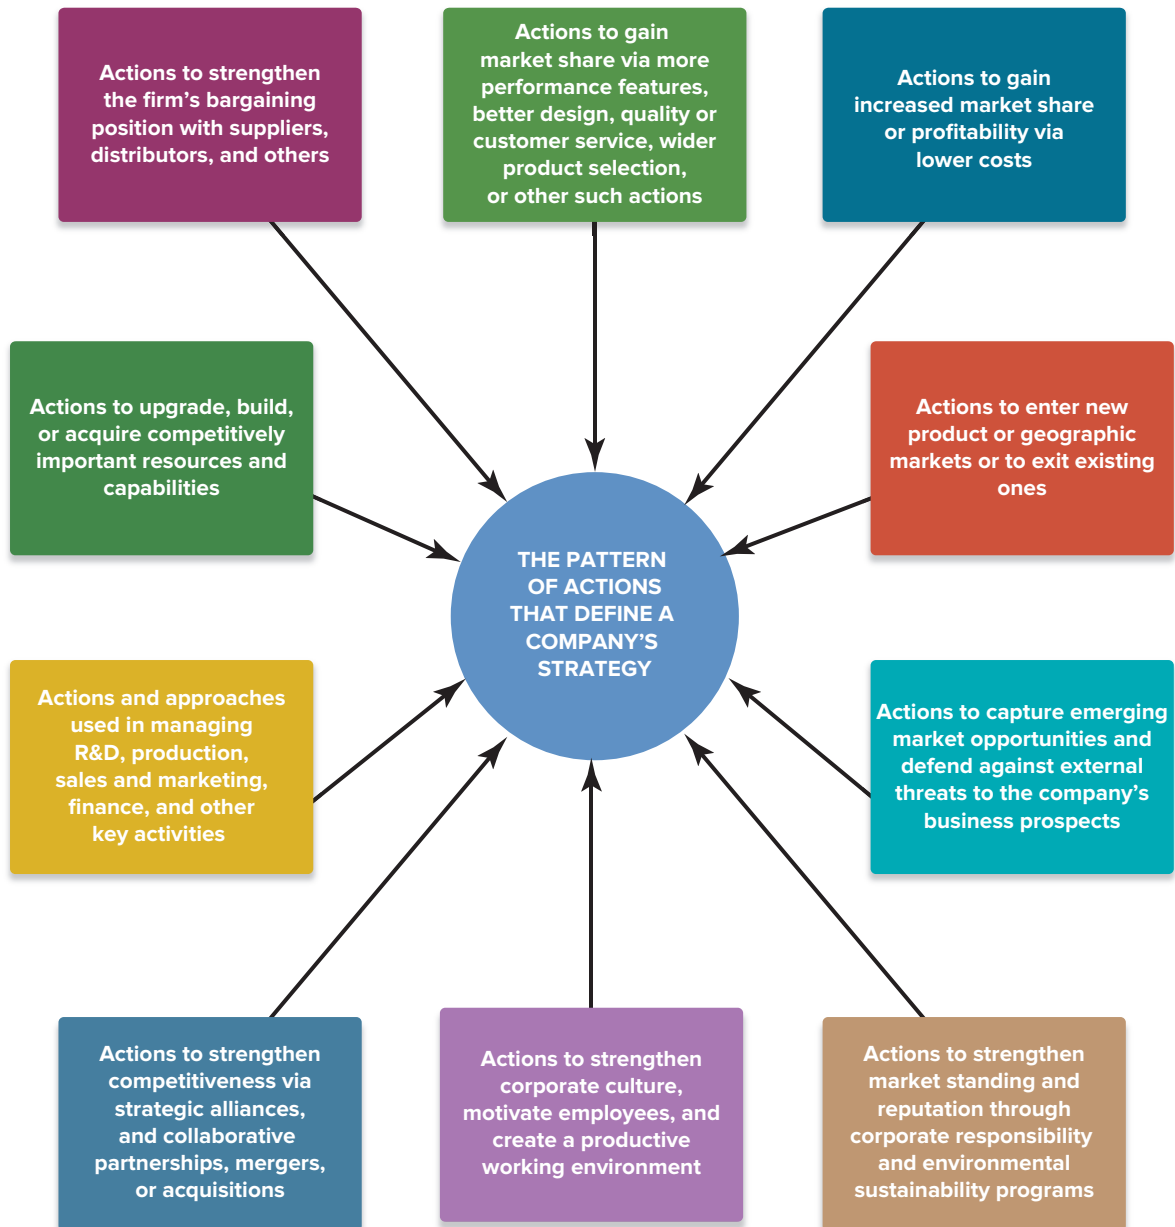 Actions to strengthen
the firm’s bargaining
position with suppliers,
distributors, and others
Actions to gain
market share via more
performance features,
better design, quality or
customer service, wider
product selection,
or other such actions
Actions to gain
increased market share
or profitability via
lower costs
Actions to upgrade, build,
or acquire competitively
important resources and
capabilities
Actions to enter new
product or geographic
markets or to exit existing
ones
THE PATTERN
OF ACTIONS
THAT DEFINE A
COMPANY’S
STRATEGY
Actions and approaches
used in managing
R&D, production,
sales and marketing,
finance, and other
key activities
Actions to capture emerging
market opportunities and
defend against external
threats to the company’s
business prospects
Actions to strengthen
competitiveness via
strategic alliances,
and collaborative
partnerships, mergers,
or acquisitions
Actions to strengthen
corporate culture,
motivate employees, and
create a productive
working environment
Actions to strengthen
market standing and
reputation through
corporate responsibility
and environmental
sustainability programs